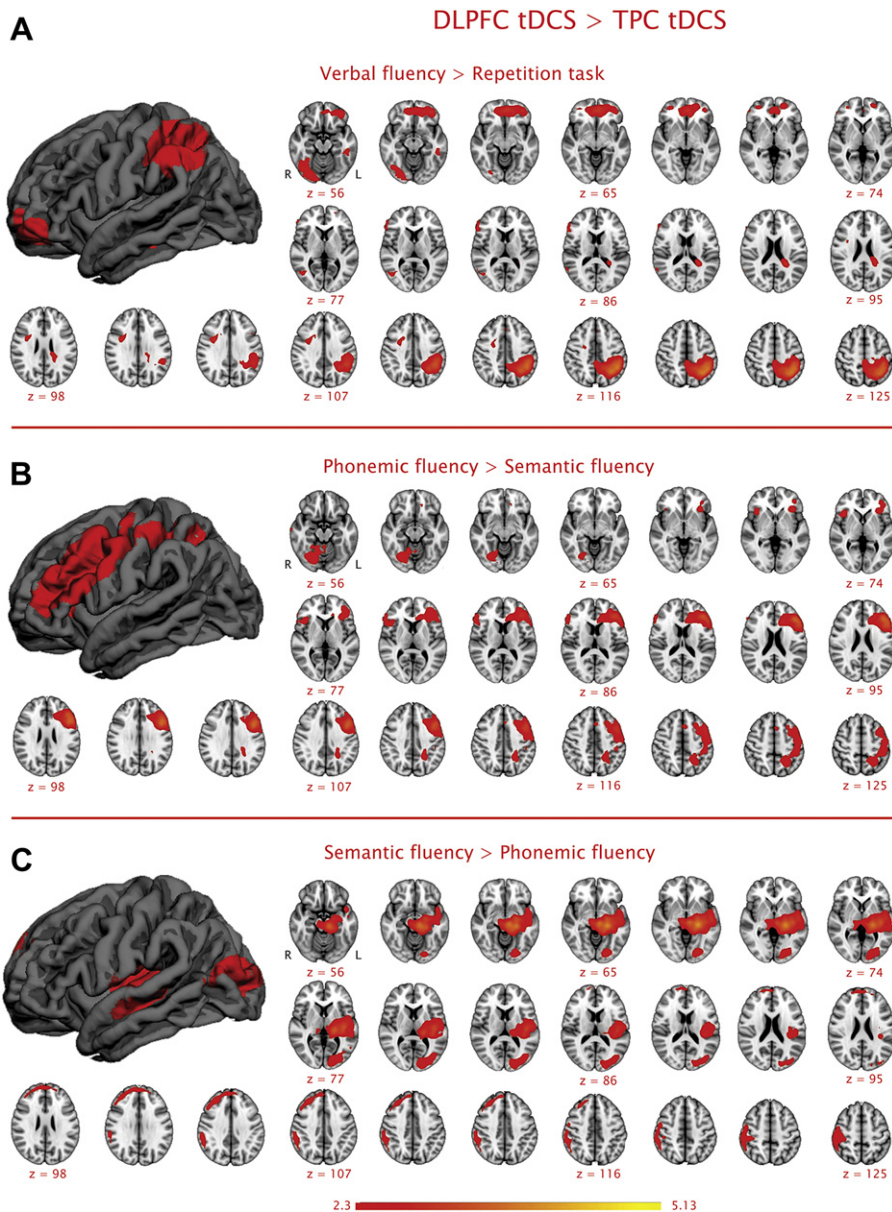 A
DLPFC tDCS > TPC tDCS
Verbal fluency > Repetition task
R L
z = 56 z = 65 z = 74
z = 77 z = 86 z = 95
z = 98 z = 107 z = 116 z = 125
B
Phonemic fluency > Semantic fluency
R L
z = 56 z = 65 z = 74
z = 77 z = 86 z = 95
z = 98 z = 107 z = 116 z = 125
C
Semantic fluency > Phonemic fluency
R L
z = 56 z = 65 z = 74
z = 77 z = 86 z = 95
z = 98 z = 107 z = 116 z = 125
2.3 5.13